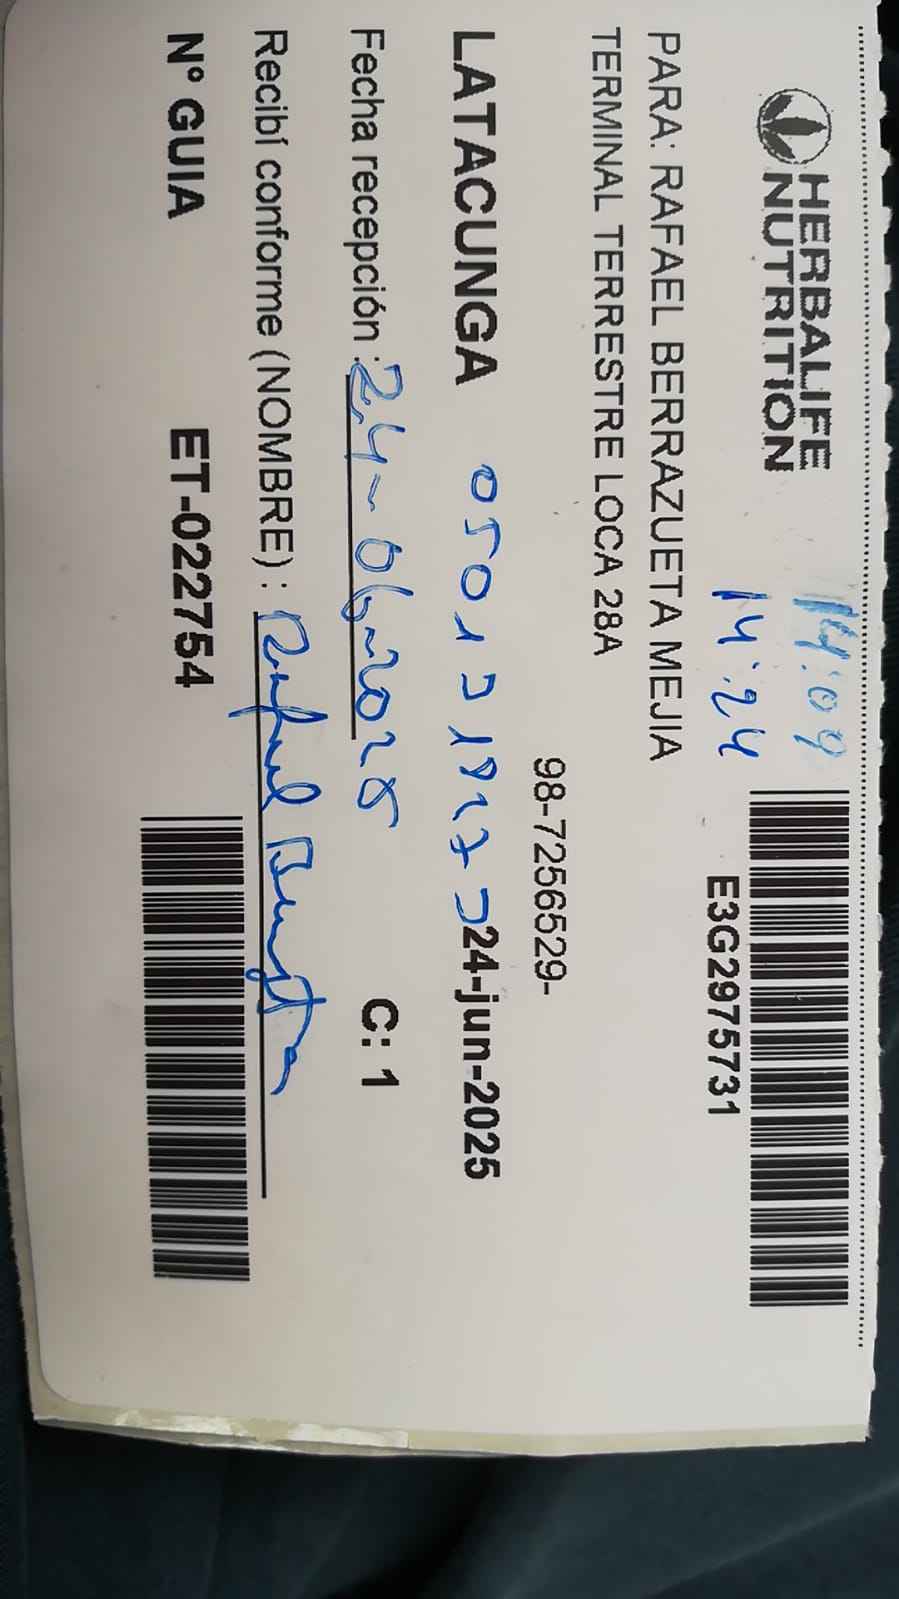 HERBALIFE
NUTRITION
14:09
14:24
E3G2975731
PARA: RAFAEL BERRAZUETA MEJIA
TERMINAL TERRESTRE LOCA 28A
98-7256529-
LATACUNGA
24-jun-2025
Fecha recepción : 24-06-2025
C: 1
Recibí conforme (NOMBRE) : Rafael
N° GUIA ET-022754